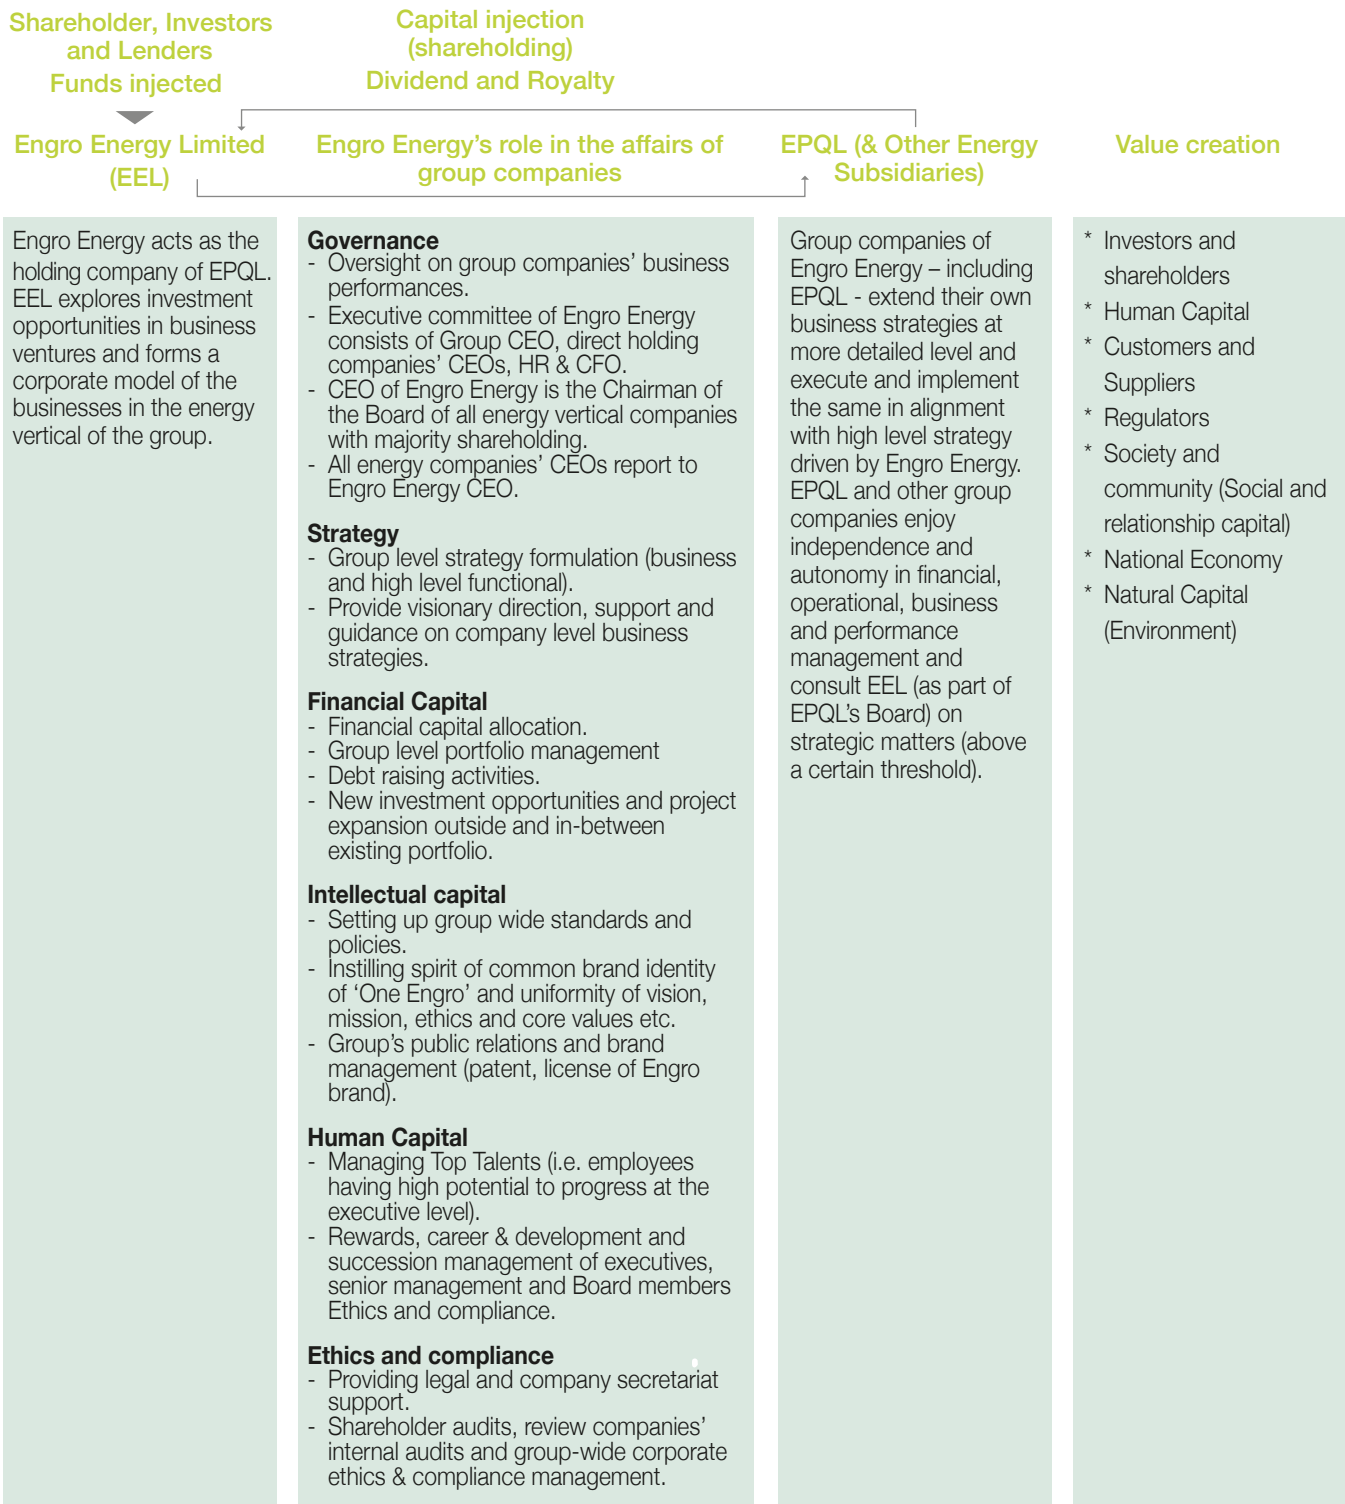 Shareholder, Investors
and Lenders
Funds injected
Capital injection
(shareholding)
Dividend and Royalty
Engro Energy Limited
(EEL)
Engro Energy's role in the affairs of
group companies
EPQL (& Other Energy
Subsidiaries)
Value creation
Engro Energy acts as the
holding company of EPQL.
EEL explores investment
opportunities in business
ventures and forms a
corporate model of the
businesses in the energy
vertical of the group.
Governance
- Oversight on group companies' business
performances.
- Executive committee of Engro Energy
consists of Group CEO, direct holding
companies' CEOs, HR & CFO.
- CEO of Engro Energy is the Chairman of
the Board of all energy vertical companies
with majority shareholding.
- All energy companies' CEOs report to
Engro Energy CEO.
Strategy
- Group level strategy formulation (business
and high level functional).
- Provide visionary direction, support and
guidance on company level business
strategies.
Financial Capital
- Financial capital allocation.
- Group level portfolio management
- Debt raising activities.
- New investment opportunities and project
expansion outside and in-between
existing portfolio.
Intellectual capital
- Setting up group wide standards and
policies.
- Instilling spirit of common brand identity
of 'One Engro' and uniformity of vision,
mission, ethics and core values etc.
- Group's public relations and brand
management (patent, license of Engro
brand).
Human Capital
- Managing Top Talents (i.e. employees
having high potential to progress at the
executive level).
- Rewards, career & development and
succession management of executives,
senior management and Board members
Ethics and compliance.
Ethics and compliance
- Providing legal and company secretariat
support.
- Shareholder audits, review companies'
internal audits and group-wide corporate
ethics & compliance management.
Group companies of
Engro Energy – including
EPQL - extend their own
business strategies at
more detailed level and
execute and implement
the same in alignment
with high level strategy
driven by Engro Energy.
EPQL and other group
companies enjoy
independence and
autonomy in financial,
operational, business
and performance
management and
consult EEL (as part of
EPQL's Board) on
strategic matters (above
a certain threshold).
* Investors and
shareholders
* Human Capital
* Customers and
Suppliers
* Regulators
* Society and
community (Social and
relationship capital)
* National Economy
* Natural Capital
(Environment)